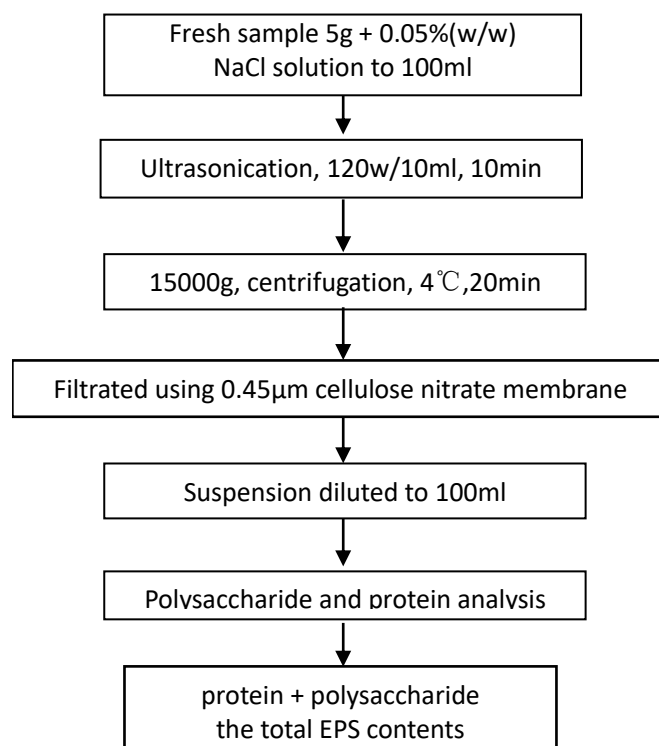 Fresh sample 5g + 0.05%(w/w)
NaCl solution to 100ml
Ultrasonication, 120w/10ml, 10min
15000g, centrifugation, 4℃,20min
Filtrated using 0.45μm cellulose nitrate membrane
Suspension diluted to 100ml
Polysaccharide and protein analysis
protein + polysaccharide
the total EPS contents